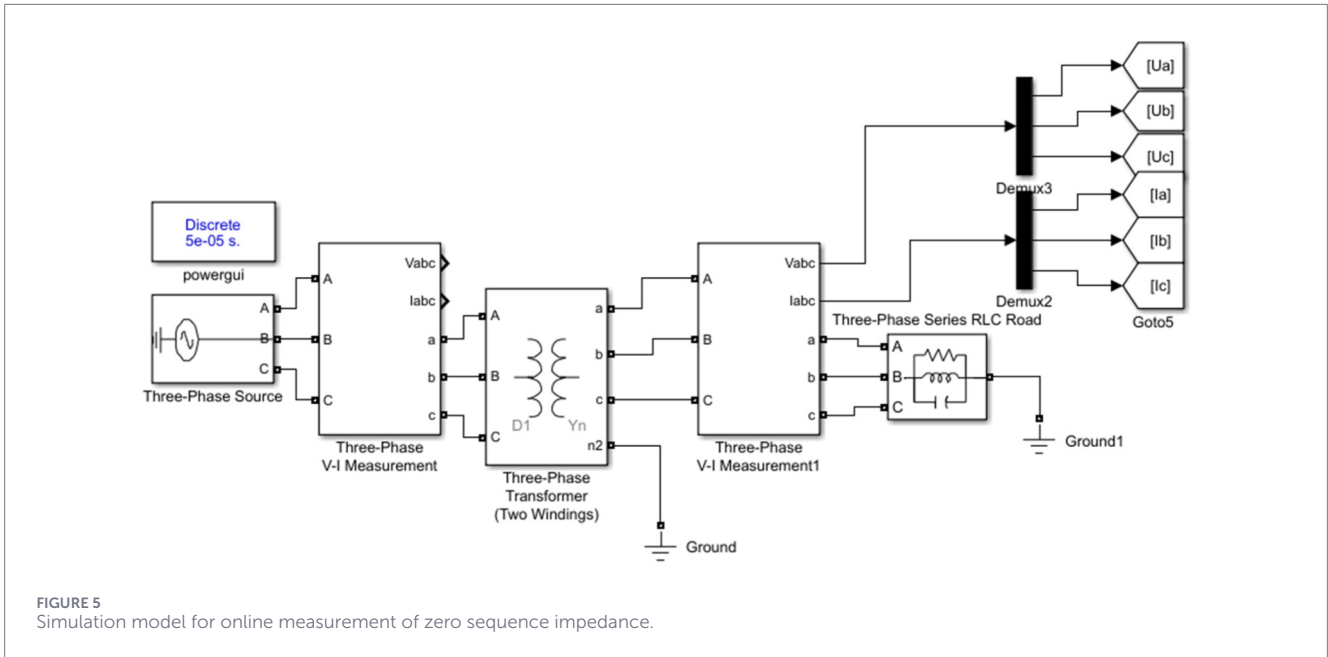 Discrete
5e-05 s.
powergui
A
B
C
Three-Phase Source
A
B
C
Vabc
Iabc
a
b
c
Three-Phase
V-I Measurement
A
B
C
D1
Yn
a
b
c
n2
Three-Phase
Transformer
(Two Windings)
Ground
A
B
C
Vabc
Iabc
a
b
c
Three-Phase
V-I Measurement1
Three-Phase Series RLC Road
A
B
C
Ground1
Demux3
Demux2
[Ua]
[Ub]
[Uc]
[Ia]
[Ib]
[Ic]
Goto5
FIGURE 5
Simulation model for online measurement of zero sequence impedance.